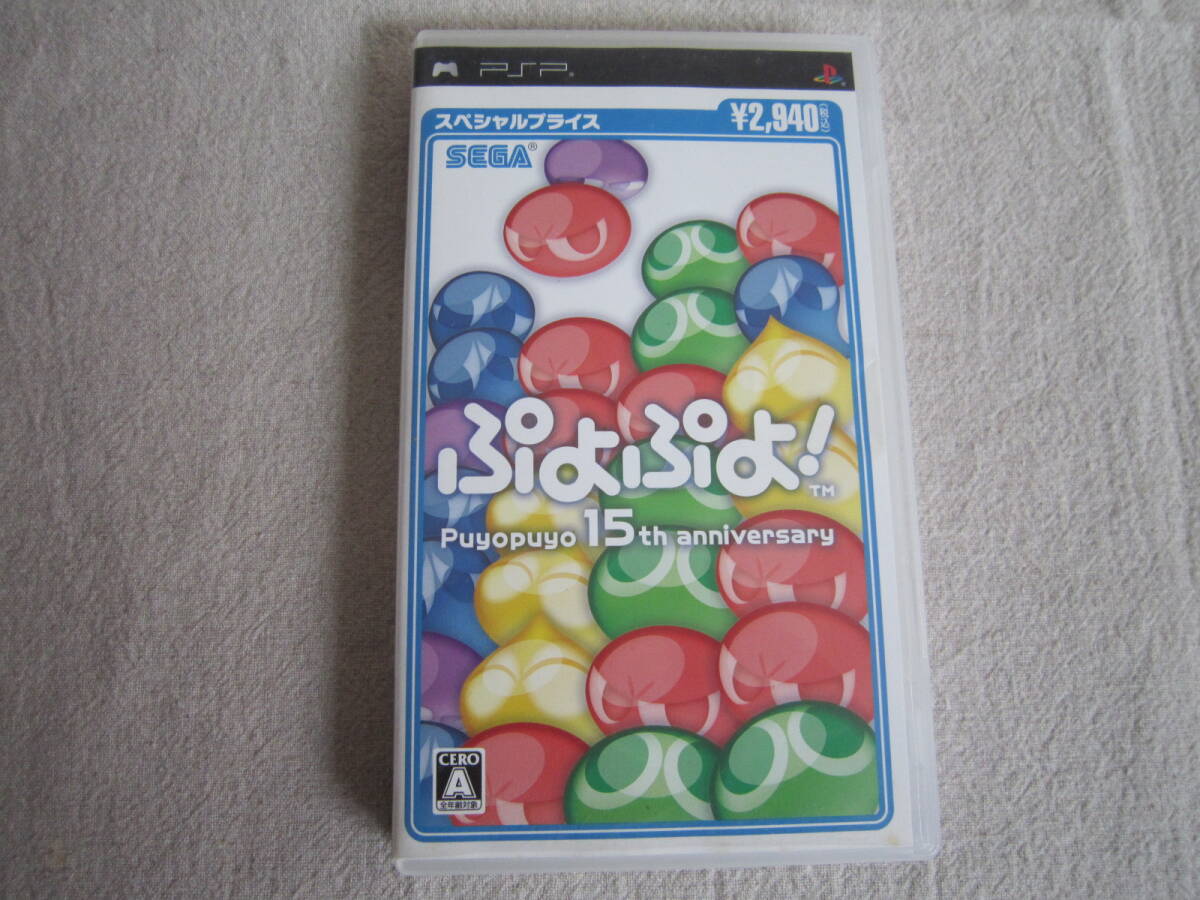 PSP
スペシャルプライス
¥2,940
SEGA®
ぷよぷよ!
TM
Puyopuyo 15th anniversary
CERO
A
全年齢対象